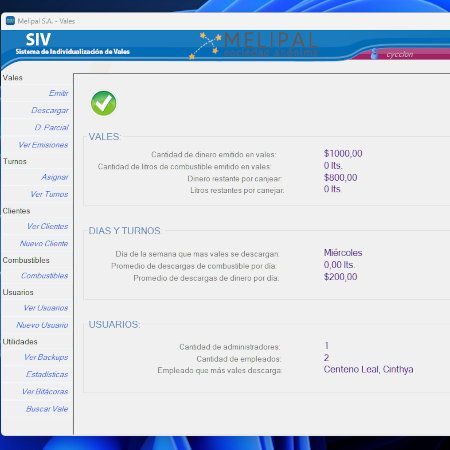 Melipal S.A. - Vales
SIV
Sistema de Individualización de Vales
MELIPAL
cyccion
Vales
Emitir
Descargar
D. Parcial
Ver Emisiones
Turnos
Asignar
Ver Turnos
Clientes
Ver Clientes
Nuevo Cliente
Combustibles
Combustibles
Usuarios
Ver Usuarios
Nuevo Usuario
Utilidades
Ver Backups
Estadísticas
Ver Bitácoras
Buscar Vale
VALES:
Cantidad de dinero emitido en vales: $1000,00
Cantidad de litros de combustible emitido en vales: 0 lts.
Dinero restante por canjear: $800,00
Litros restantes por canejar: 0 lts.
DIAS Y TURNOS
Día de la semana que mas vales se descargan: Miércoles
Promedio de descargas de combustible por día: 0,00 lts.
Promedio de descargas de dinero por día: $200,00
USUARIOS:
Cantidad de administradores: 1
Cantidad de empleados: 2
Empleado que más vales descarga: Centeno Leal, Cinthya